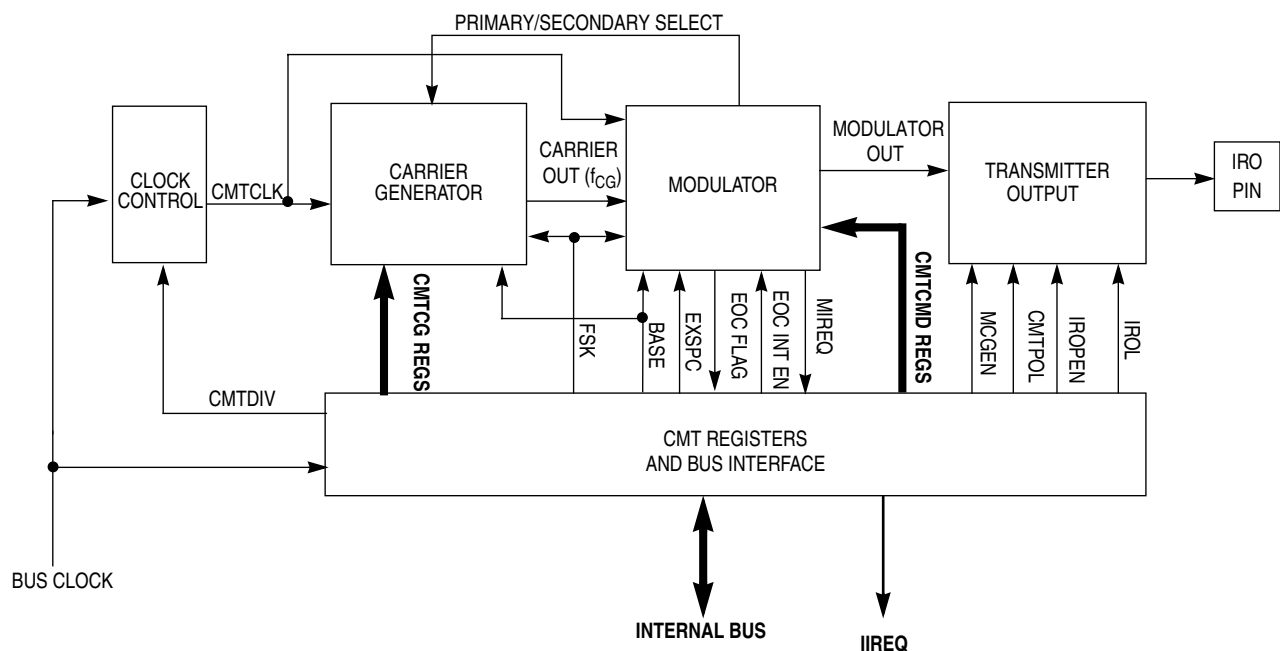 PRIMARY/SECONDARY SELECT
CLOCK
CONTROL
CMTCLK
CARRIER
GENERATOR
CARRIER
OUT (fCG)
MODULATOR
MODULATOR
OUT
TRANSMITTER
OUTPUT
IRO
PIN
CMTCG REGS
FSK
BASE
EXSPC
EOC FLAG
EOC INT EN
MIREQ
CMTCMD REGS
MCGEN
CMTPOL
IROPEN
IROL
CMTDIV
CMT REGISTERS
AND BUS INTERFACE
BUS CLOCK
INTERNAL BUS
IIREQ